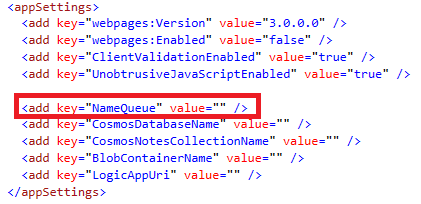 <appSettings>
<add key="webpages:Version" value="3.0.0.0" />
<add key="webpages:Enabled" value="false" />
<add key="ClientValidationEnabled" value="true" />
<add key="UnobtrusiveJavaScriptEnabled" value="true" />
<add key="NameQueue" value="" />
<add key="CosmosDatabaseName" value="" />
<add key="CosmosNotesCollectionName" value="" />
<add key="BlobContainerName" value="" />
<add key="LogicAppUri" value="" />
</appSettings>